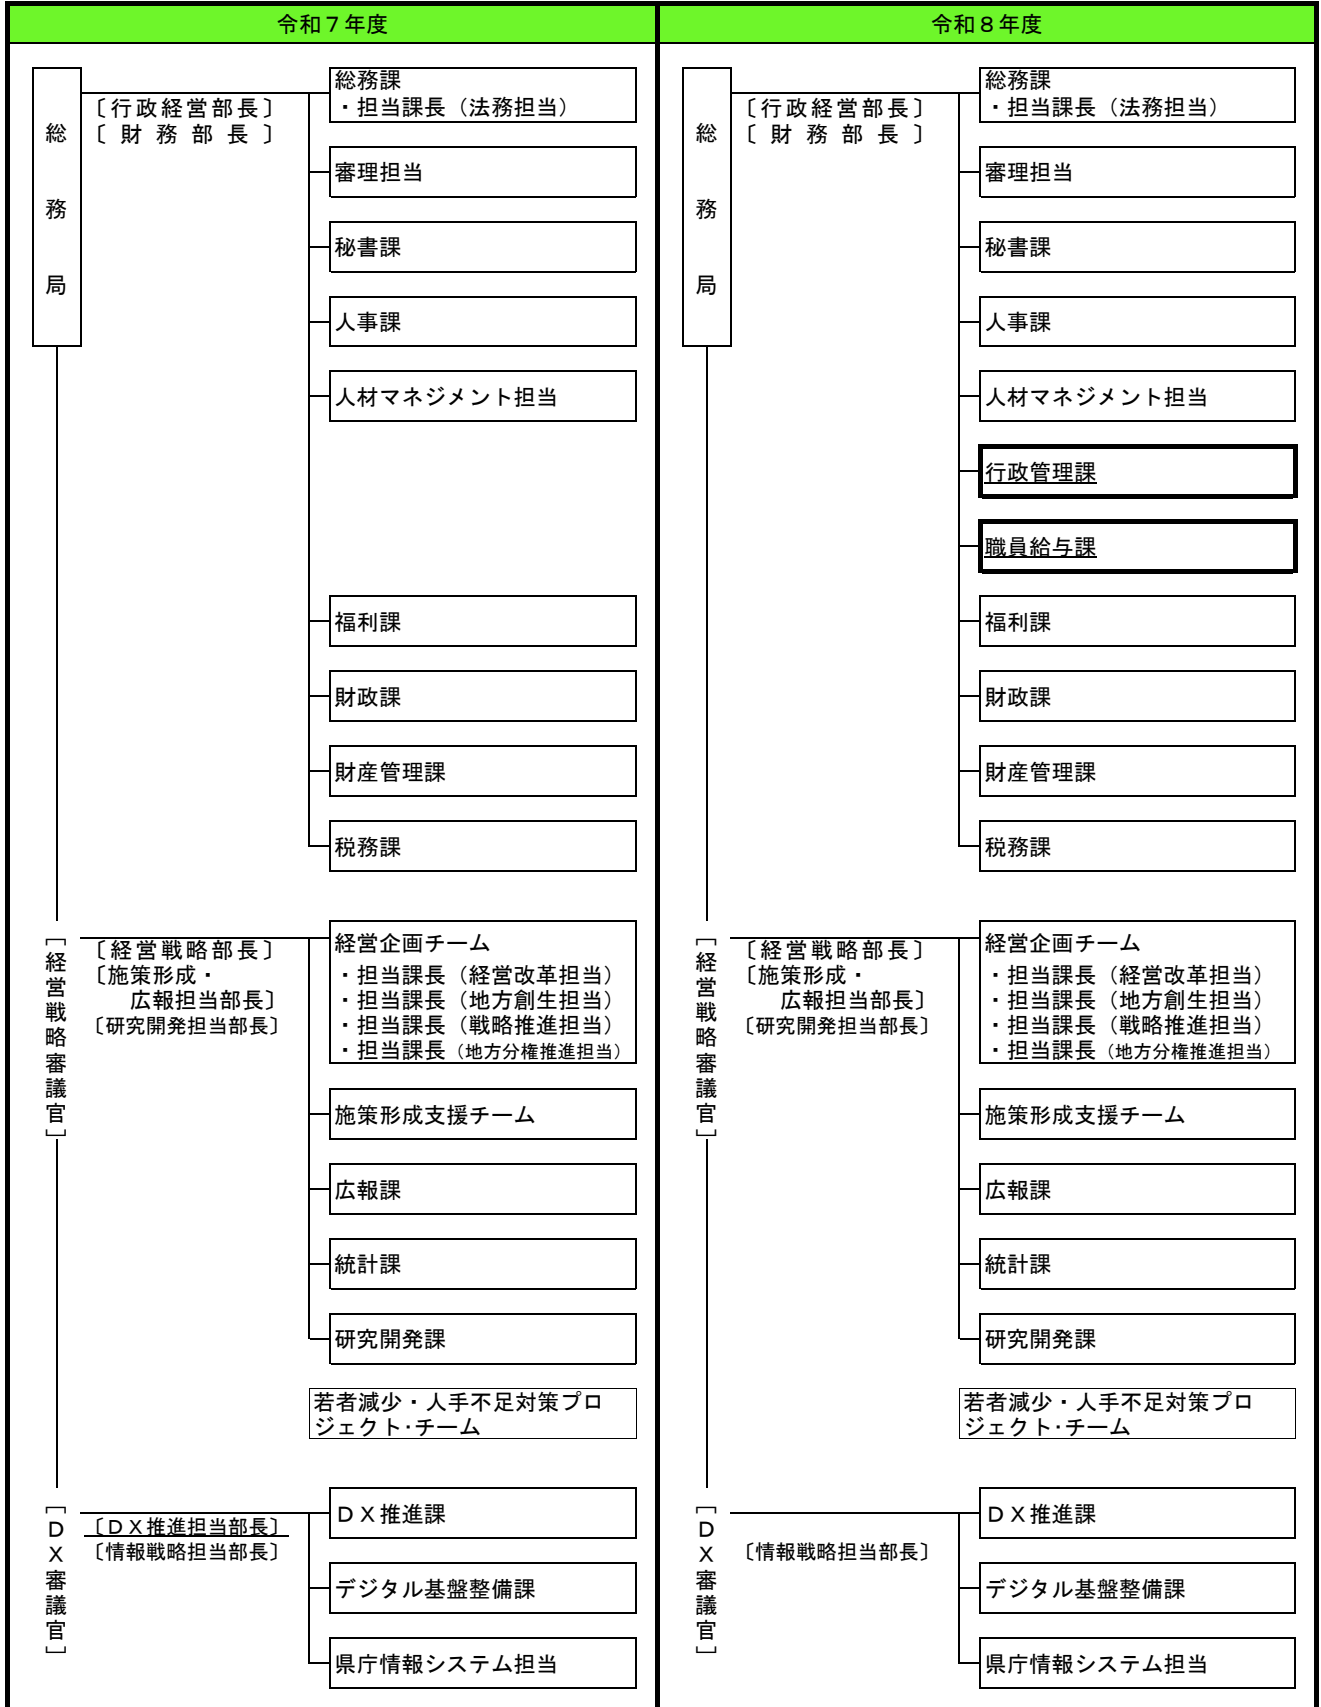 令和７年度
総務局
〔行政経営部長〕
〔財務部長〕
総務課
・担当課長（法務担当）
審理担当
秘書課
人事課
人材マネジメント担当
福利課
財政課
財産管理課
税務課
［経営戦略審議官］
〔経営戦略部長〕
〔施策形成・
広報担当部長〕
〔研究開発担当部長〕
経営企画チーム
・担当課長（経営改革担当）
・担当課長（地方創生担当）
・担当課長（戦略推進担当）
・担当課長（地方分権推進担当）
施策形成支援チーム
広報課
統計課
研究開発課
若者減少・人手不足対策プロ
ジェクト・チーム
［ＤＸ審議官］
〔ＤＸ推進担当部長〕
〔情報戦略担当部長〕
ＤＸ推進課
デジタル基盤整備課
県庁情報システム担当
令和８年度
総務局
〔行政経営部長〕
〔財務部長〕
総務課
・担当課長（法務担当）
審理担当
秘書課
人事課
人材マネジメント担当
行政管理課
職員給与課
福利課
財政課
財産管理課
税務課
［経営戦略審議官］
〔経営戦略部長〕
〔施策形成・
広報担当部長〕
〔研究開発担当部長〕
経営企画チーム
・担当課長（経営改革担当）
・担当課長（地方創生担当）
・担当課長（戦略推進担当）
・担当課長（地方分権推進担当）
施策形成支援チーム
広報課
統計課
研究開発課
若者減少・人手不足対策プロ
ジェクト・チーム
［ＤＸ審議官］
〔情報戦略担当部長〕
ＤＸ推進課
デジタル基盤整備課
県庁情報システム担当